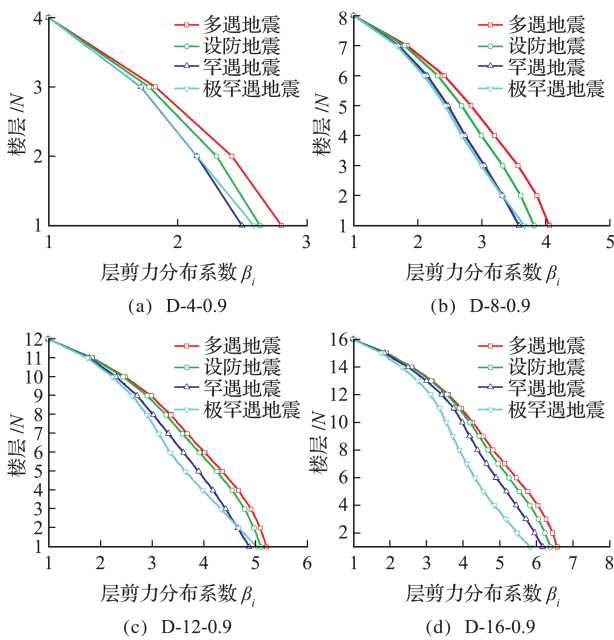 4
3
2
1
多遇地震
设防地震
罕遇地震
极罕遇地震
楼层/N
1 2 3
层剪力分布系数 βi
(a) D-4-0.9
8
7
6
5
4
3
2
1
多遇地震
设防地震
罕遇地震
极罕遇地震
楼层/N
1 2 3 4 5
层剪力分布系数 βi
(b) D-8-0.9
12
11
10
9
8
7
6
5
4
3
2
1
多遇地震
设防地震
罕遇地震
极罕遇地震
楼层/N
1 2 3 4 5 6
层剪力分布系数 βi
(c) D-12-0.9
16
14
12
10
8
6
4
2
多遇地震
设防地震
罕遇地震
极罕遇地震
楼层/N
1 2 3 4 5 6 7 8
层剪力分布系数 βi
(d) D-16-0.9